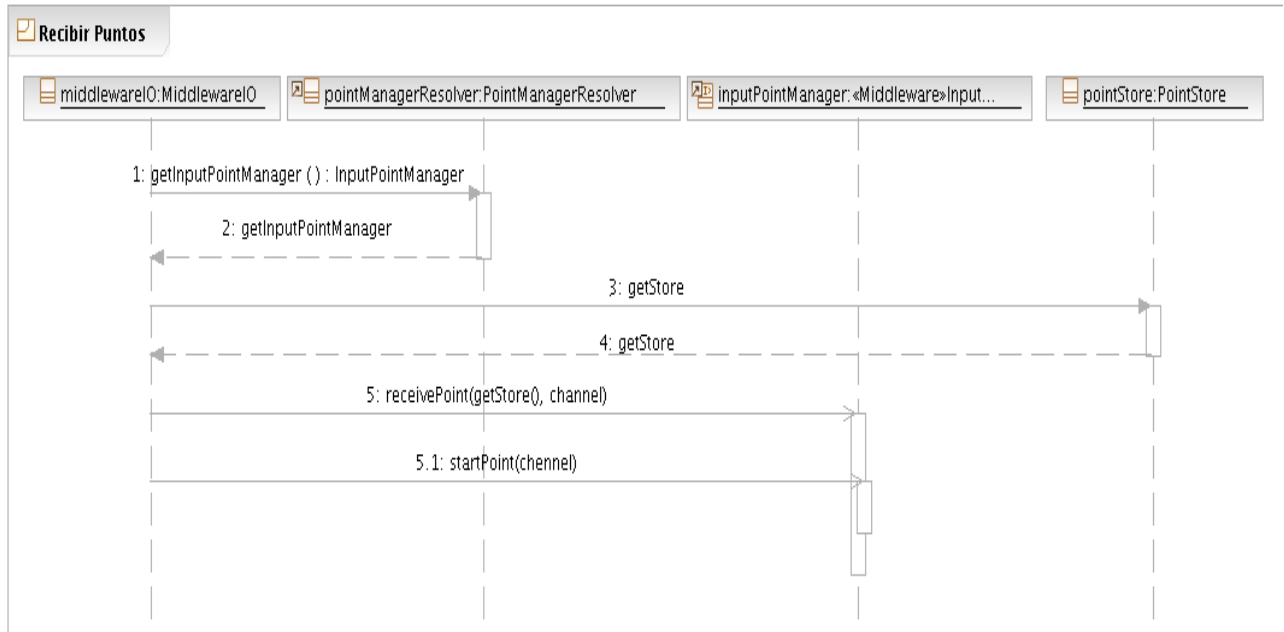 Recibir Puntos
middlewareIO:MiddlewareIO
pointManagerResolver:PointManagerResolver
inputPointManager:«Middleware»Input...
pointStore:PointStore
1: getInputPointManager ( ) : InputPointManager
2: getInputPointManager
3: getStore
4: getStore
5: receivePoint(getStore(), channel)
5.1: startPoint(chennel)